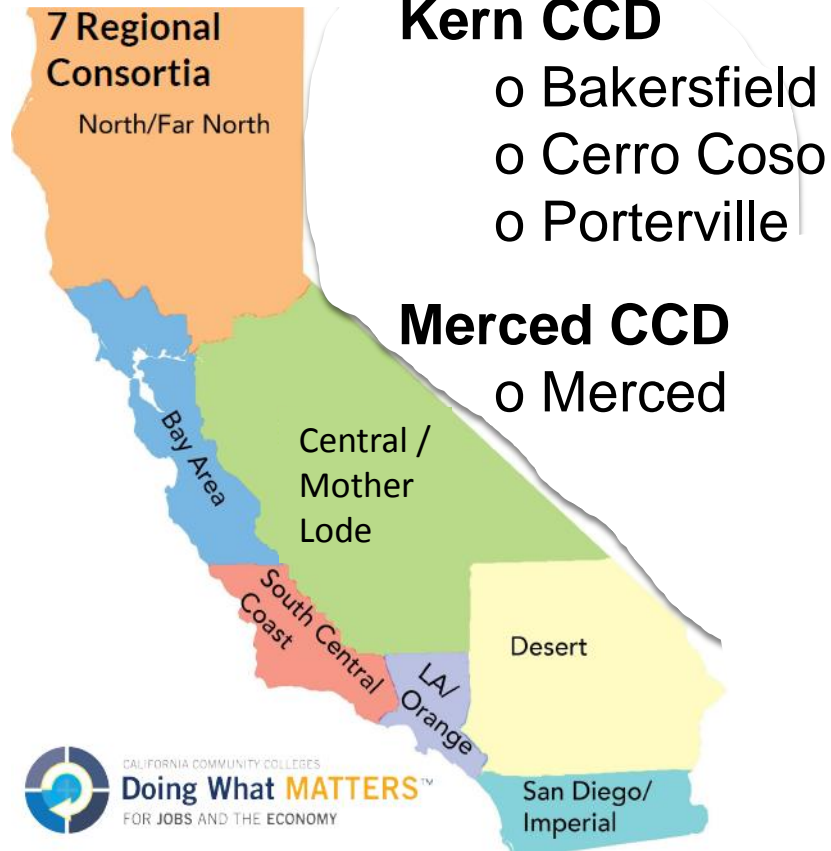 7 Regional
Consortia
North/Far North
Kern CCD
o Bakersfield
o Cerro Coso
o Porterville
Merced CCD
o Merced
Bay Area
Central /
Mother
Lode
South Central
Coast
LA/
Orange
Desert
San Diego/
Imperial
CALIFORNIA COMMUNITY COLLEGES
Doing What MATTERS™
FOR JOBS AND THE ECONOMY